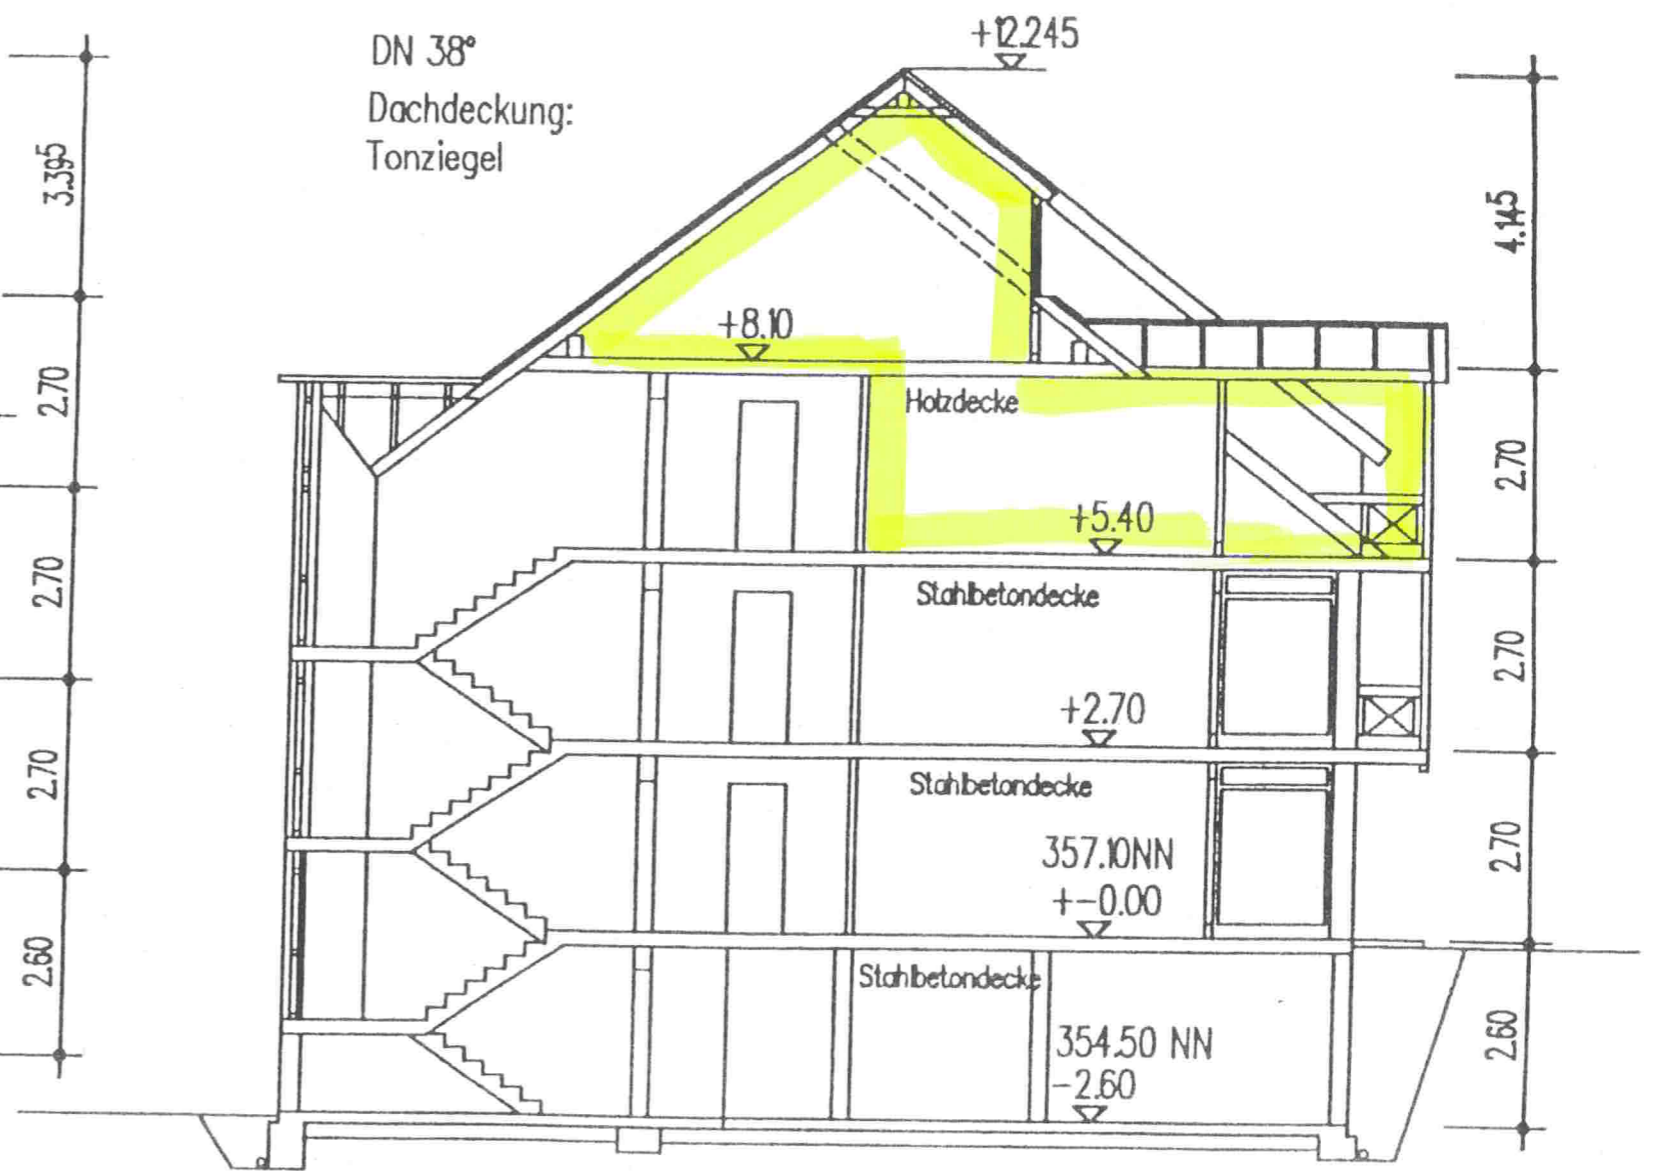 +12.245
DN 38°
Dachdeckung:
Tonziegel
3.395
4.145
+8.10
2.70
Holzdecke
2.70
+5.40
2.70
Stahlbetondecke
2.70
+2.70
2.70
Stahlbetondecke
2.70
357.10NN
+-0.00
2.60
Stahlbetondecke
2.60
354.50 NN
-2.60